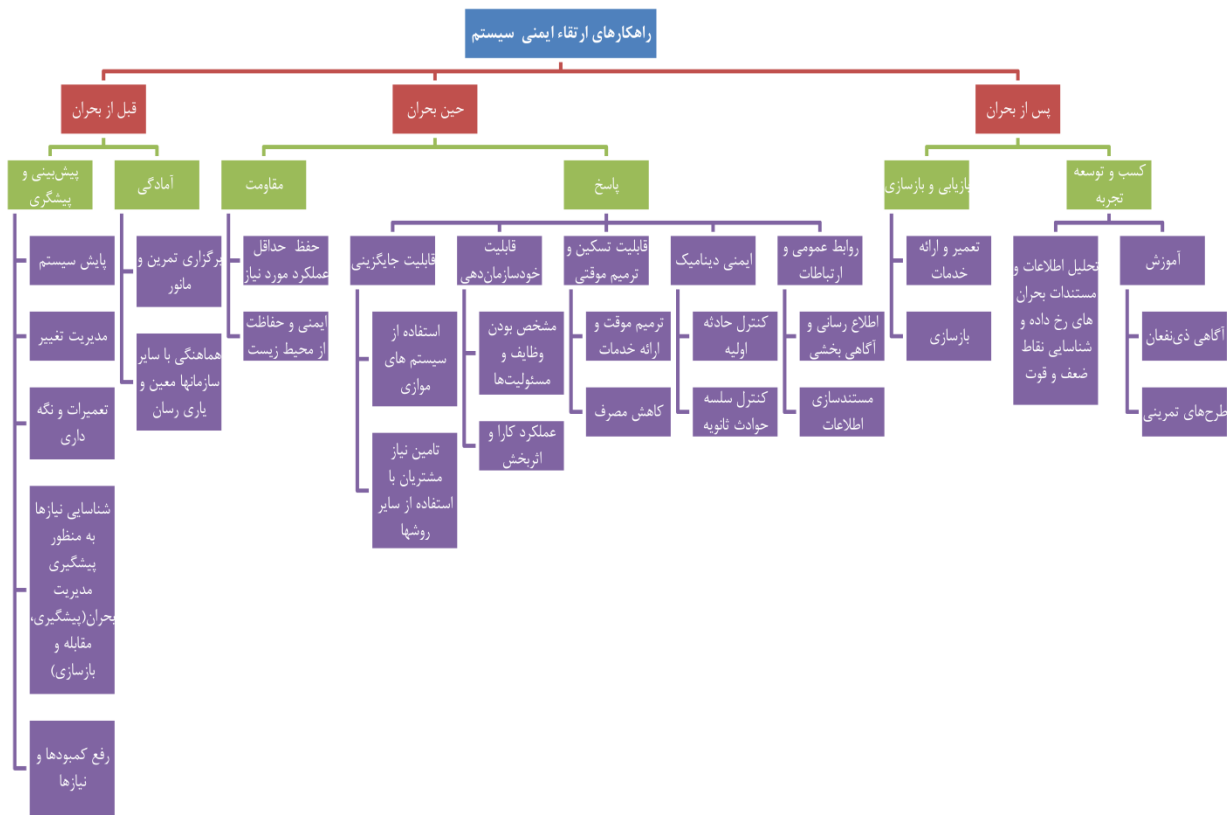 راهکارهای ارتقاء ایمنی سیستم
پس از بحران
حین بحران
قبل از بحران
کسب و توسعه
تجربه
بازیابی و بازسازی
پاسخ
مقاومت
آمادگی
پیش‌بینی و
پیشگری
آموزش
آگاهی ذی‌نفعان
طرح‌های تمرینی
تحلیل اطلاعات و
مستندات بحران
های رخ داده و
شناسایی نقاط
ضعف و قوت
تعمیر و ارائه
خدمات
بازسازی
روابط عمومی و
ارتباطات
اطلاع رسانی و
آگاهی بخشی
مستندسازی
اطلاعات
ایمنی دینامیک
کنترل حادثه
اولیه
کنترل سلسه
حوادث ثانویه
قابلیت تسکین و
ترمیم موقتی
ترمیم موقت و
ارائه خدمات
کاهش مصرف
قابلیت
خودسازمان‌دهی
مشخص بودن
وظایف و
مسئولیت‌ها
عملکرد کارا و
اثربخش
قابلیت جایگزینی
استفاده از
سیستم های
موازی
تامین نیاز
مشتریان با
استفاده از سایر
روشها
حفظ حداقل
عملکرد مورد نیاز
ایمنی و حفاظت
از محیط زیست
برگزاری تمرین و
مانور
هماهنگی با سایر
سازمانها معین و
یاری رسان
پایش سیستم
مدیریت تغییر
تعمیرات و نگه
داری
شناسایی نیازها
به منظور
پیشگیری
مدیریت
بحران(پیشگیری،
مقابله و
بازسازی)
رفع کمبودها و
نیازها